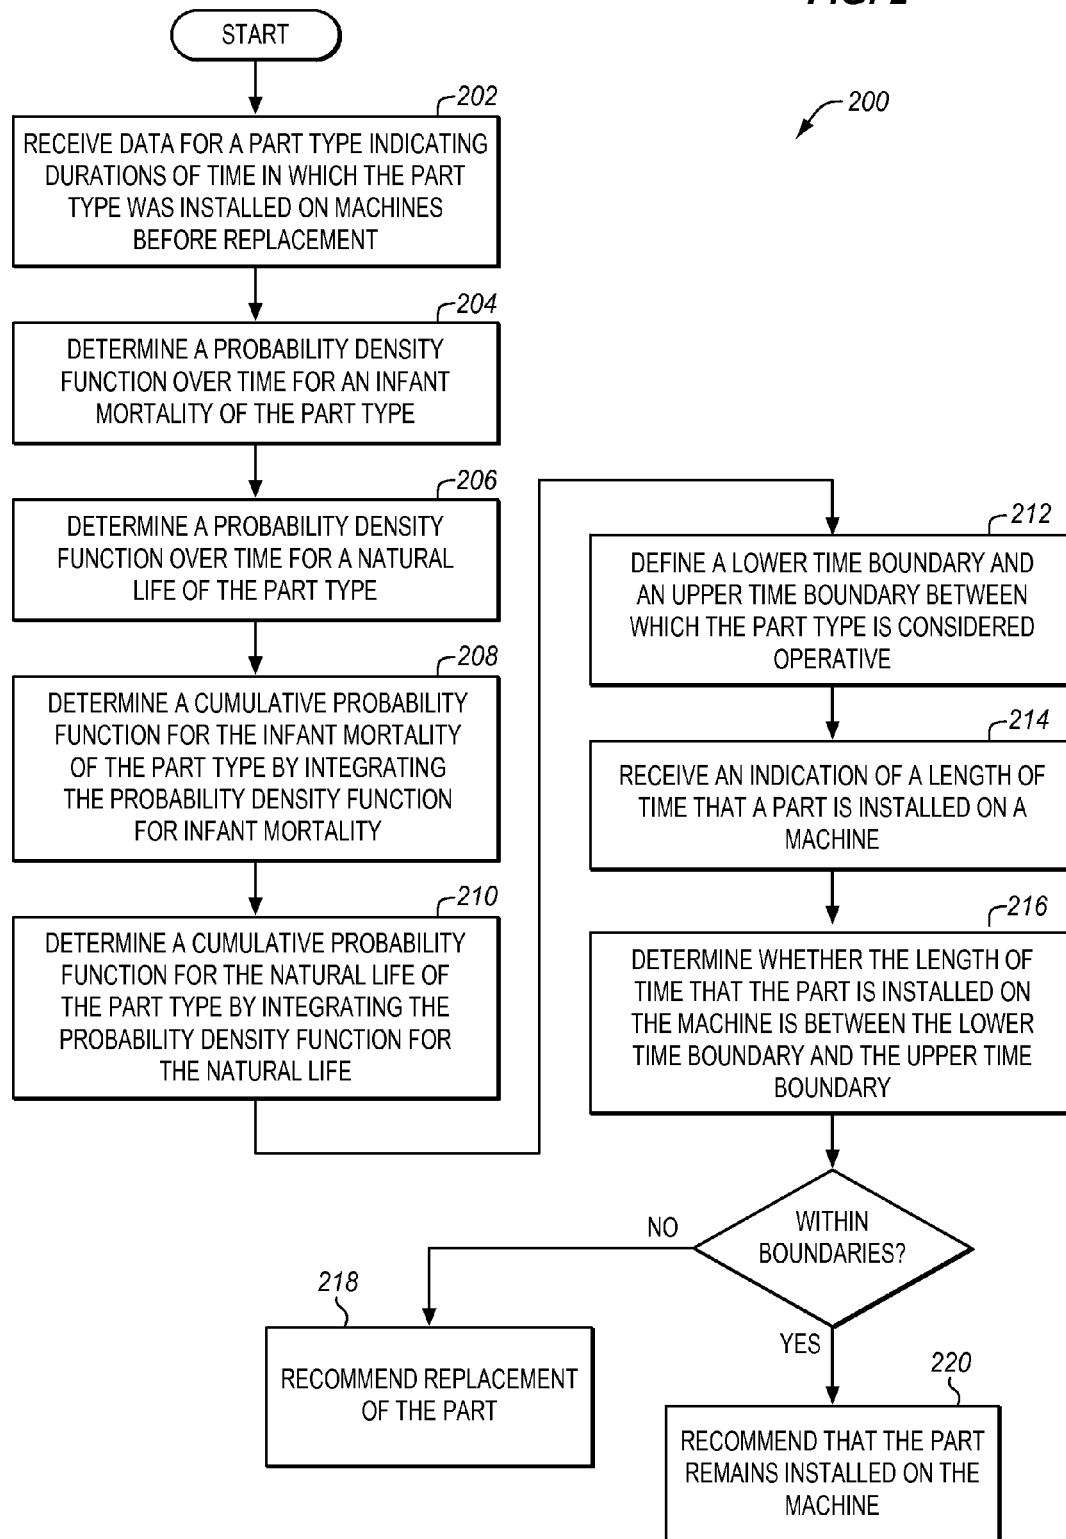 START
200
202
RECEIVE DATA FOR A PART TYPE INDICATING
DURATIONS OF TIME IN WHICH THE PART
TYPE WAS INSTALLED ON MACHINES
BEFORE REPLACEMENT
204
DETERMINE A PROBABILITY DENSITY
FUNCTION OVER TIME FOR AN INFANT
MORTALITY OF THE PART TYPE
206
DETERMINE A PROBABILITY DENSITY
FUNCTION OVER TIME FOR A NATURAL
LIFE OF THE PART TYPE
208
DETERMINE A CUMULATIVE PROBABILITY
FUNCTION FOR THE INFANT MORTALITY
OF THE PART TYPE BY INTEGRATING
THE PROBABILITY DENSITY FUNCTION
FOR INFANT MORTALITY
210
DETERMINE A CUMULATIVE PROBABILITY
FUNCTION FOR THE NATURAL LIFE OF
THE PART TYPE BY INTEGRATING THE
PROBABILITY DENSITY FUNCTION FOR
THE NATURAL LIFE
212
DEFINE A LOWER TIME BOUNDARY AND
AN UPPER TIME BOUNDARY BETWEEN
WHICH THE PART TYPE IS CONSIDERED
OPERATIVE
214
RECEIVE AN INDICATION OF A LENGTH OF
TIME THAT A PART IS INSTALLED ON A
MACHINE
216
DETERMINE WHETHER THE LENGTH OF
TIME THAT THE PART IS INSTALLED ON
THE MACHINE IS BETWEEN THE LOWER
TIME BOUNDARY AND THE UPPER TIME
BOUNDARY
WITHIN
BOUNDARIES?
NO
218
RECOMMEND REPLACEMENT
OF THE PART
YES
220
RECOMMEND THAT THE PART
REMAINS INSTALLED ON THE
MACHINE